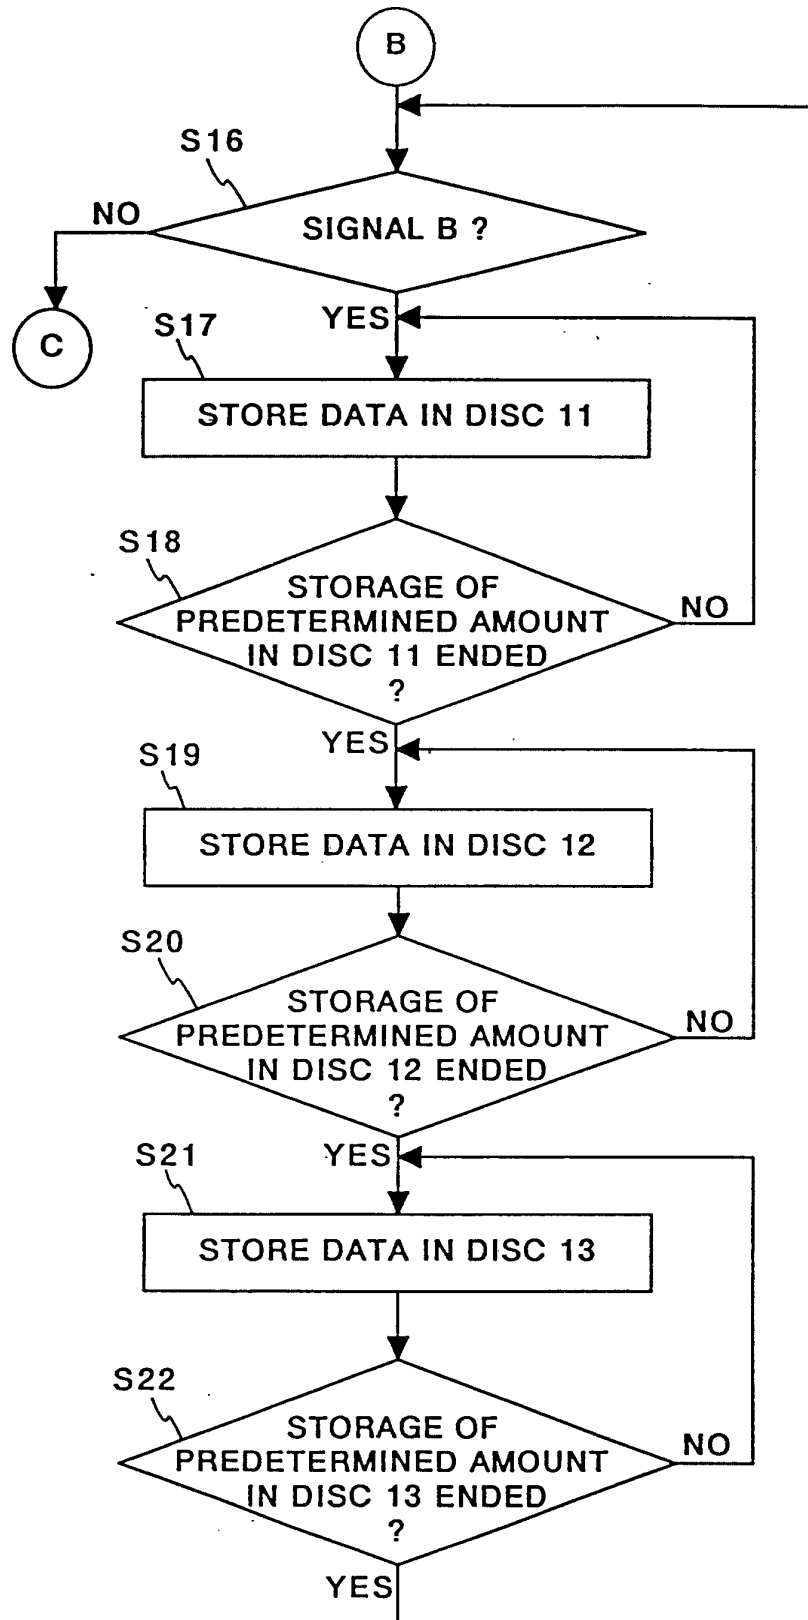 B
S16
NO
SIGNAL B ?
C
YES
S17
STORE DATA IN DISC 11
S18
STORAGE OF
PREDETERMINED AMOUNT
IN DISC 11 ENDED
?
NO
YES
S19
STORE DATA IN DISC 12
S20
STORAGE OF
PREDETERMINED AMOUNT
IN DISC 12 ENDED
?
NO
YES
S21
STORE DATA IN DISC 13
S22
STORAGE OF
PREDETERMINED AMOUNT
IN DISC 13 ENDED
?
NO
YES